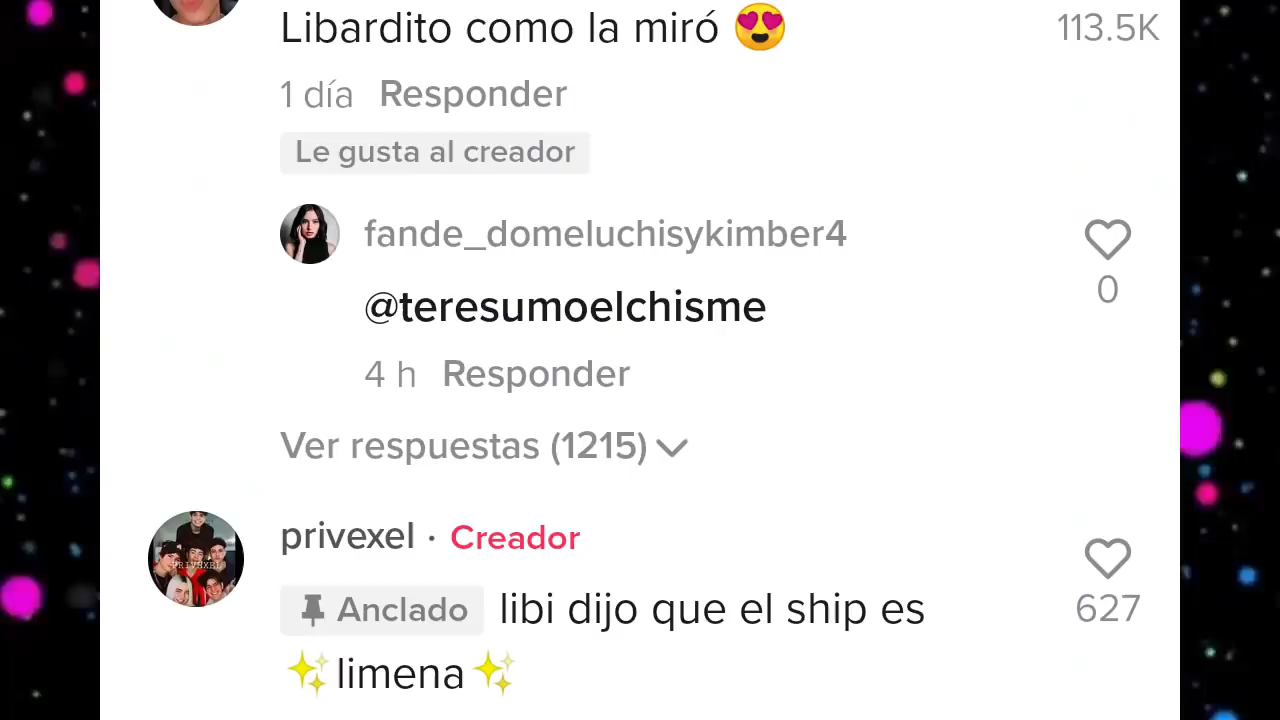 Libardito como la miró 😍 113.5K
1 día Responder
Le gusta al creador
fande_domeluchisykimber4
@teresumoelchisme
0
4 h Responder
Ver respuestas (1215)
privexel · Creador
PRIVEXEL
Anclado libi dijo que el ship es
627
✨limena✨